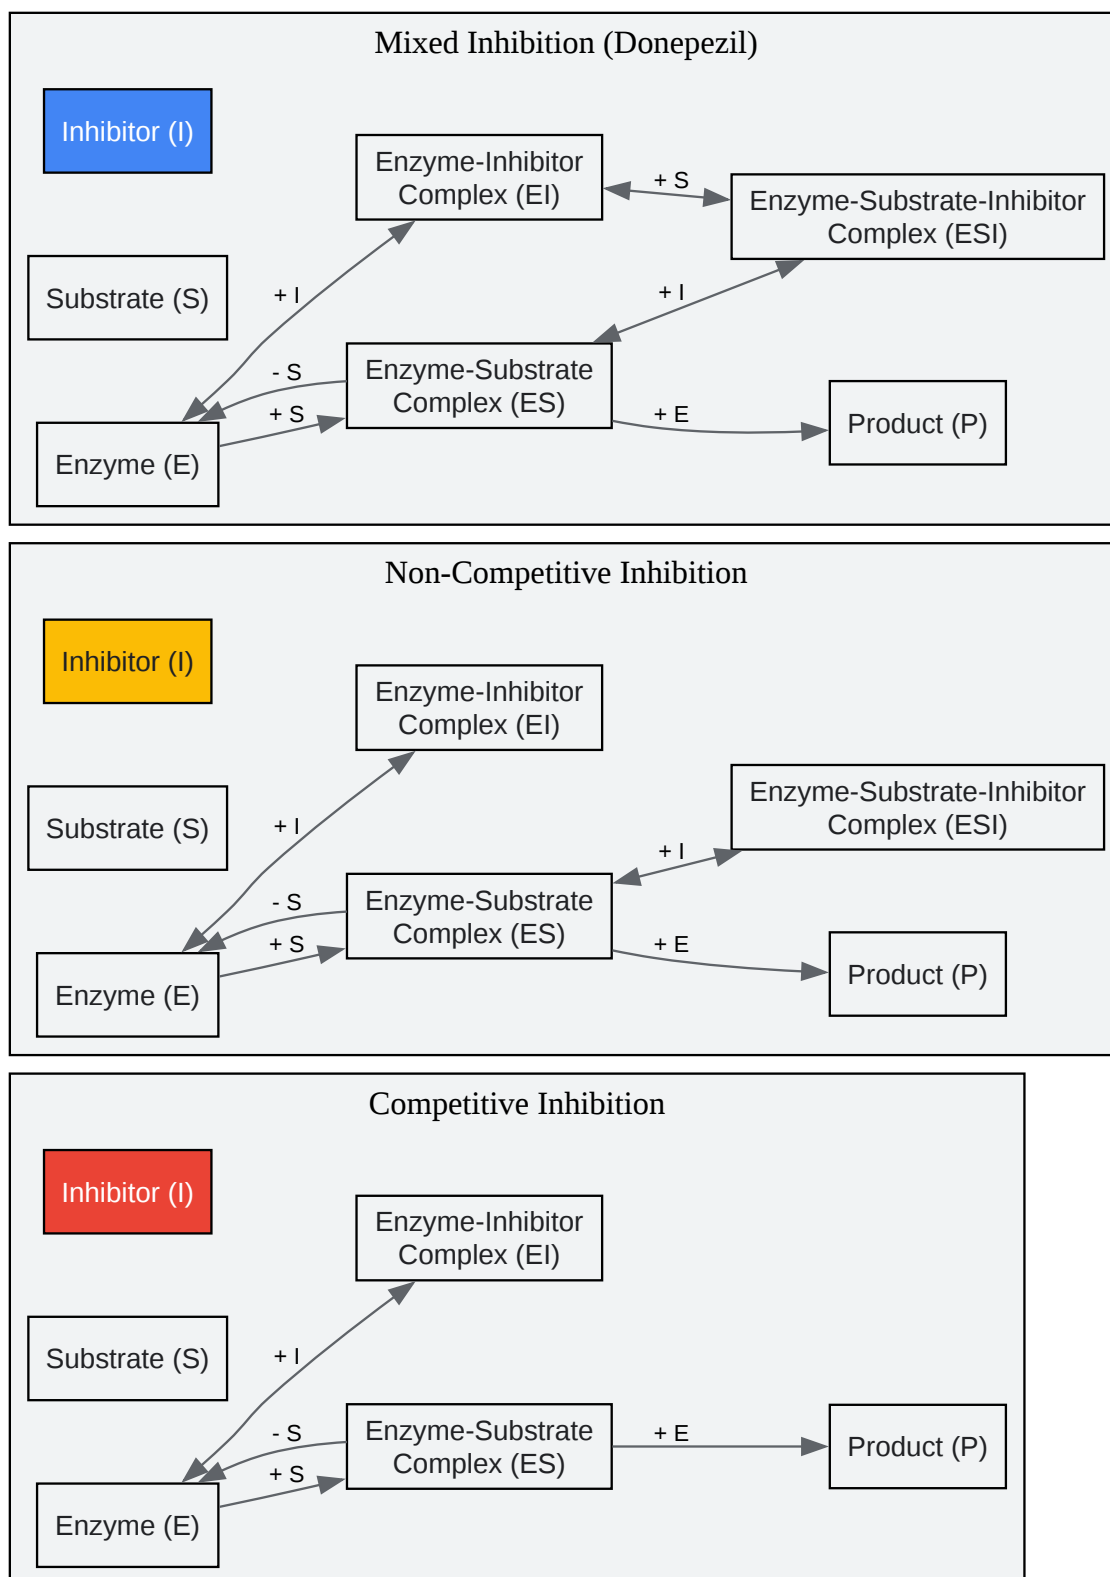 Mixed Inhibition (Donepezil)
Inhibitor (I)
Enzyme-Inhibitor
Complex (EI)
+ S
Enzyme-Substrate-Inhibitor
Complex (ESI)
Substrate (S)
+ I
+ I
Enzyme-Substrate
Complex (ES)
- S
+ S
+ E
Product (P)
Enzyme (E)
Non-Competitive Inhibition
Inhibitor (I)
Enzyme-Inhibitor
Complex (EI)
Enzyme-Substrate-Inhibitor
Complex (ESI)
Substrate (S)
+ I
+ I
Enzyme-Substrate
Complex (ES)
- S
+ S
+ E
Product (P)
Enzyme (E)
Competitive Inhibition
Inhibitor (I)
Enzyme-Inhibitor
Complex (EI)
Substrate (S)
+ I
Enzyme-Substrate
Complex (ES)
- S
+ S
+ E
Product (P)
Enzyme (E)